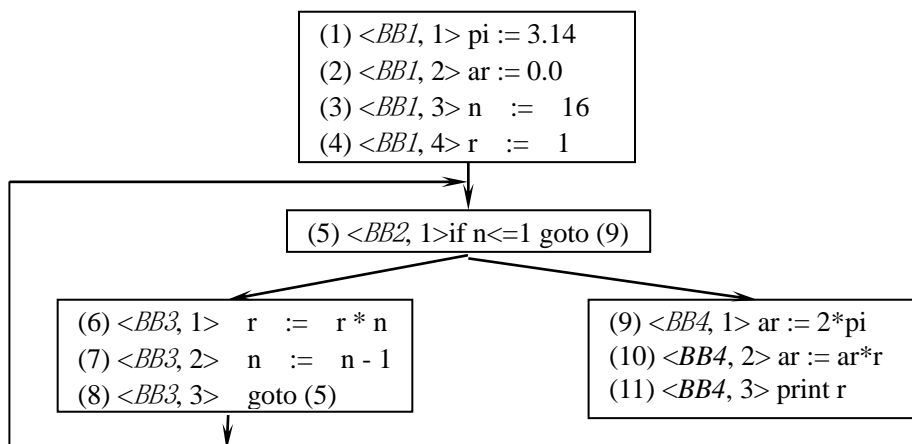 (1) <BB1, 1> pi := 3.14
(2) <BB1, 2> ar := 0.0
(3) <BB1, 3> n := 16
(4) <BB1, 4> r := 1
(5) <BB2, 1>if n<=1 goto (9)
(6) <BB3, 1> r := r * n
(7) <BB3, 2> n := n - 1
(8) <BB3, 3> goto (5)
(9) <BB4, 1> ar := 2*pi
(10) <BB4, 2> ar := ar*r
(11) <BB4, 3> print r